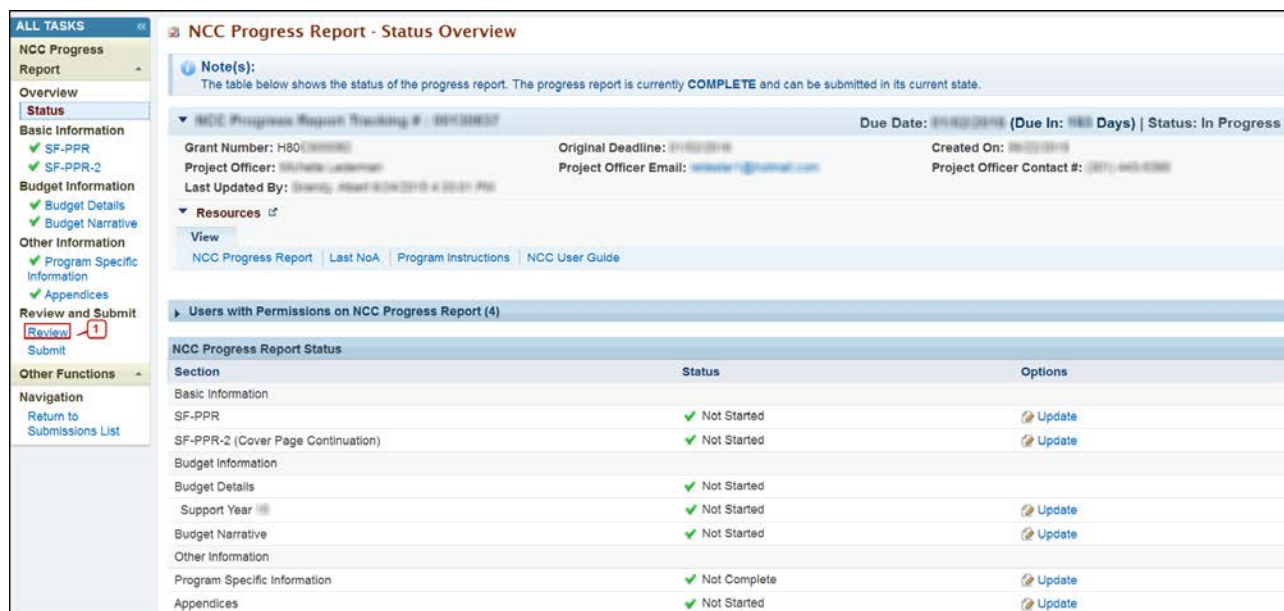 ALL TASKS «
NCC Progress
Report
Overview
Status
Basic Information
SF-PPR
SF-PPR-2
Budget Information
Budget Details
Budget Narrative
Other Information
Program Specific
Information
Appendices
Review and Submit
Review 1
Submit
Other Functions
Navigation
Return to
Submissions List
NCC Progress Report - Status Overview
Note(s):
The table below shows the status of the progress report. The progress report is currently COMPLETE and can be submitted in its current state.
NCC Progress Report Tracking # :
Due Date: (Due In: Days) | Status: In Progress
Grant Number: H80 Original Deadline: Created On:
Project Officer: Project Officer Email: Project Officer Contact #:
Last Updated By:
Resources
View
NCC Progress Report | Last NoA | Program Instructions | NCC User Guide
Users with Permissions on NCC Progress Report (4)
NCC Progress Report Status
Section Status Options
Basic Information
SF-PPR Not Started Update
SF-PPR-2 (Cover Page Continuation) Not Started Update
Budget Information
Budget Details Not Started
Support Year Not Started Update
Budget Narrative Not Started Update
Other Information
Program Specific Information Not Complete Update
Appendices Not Started Update